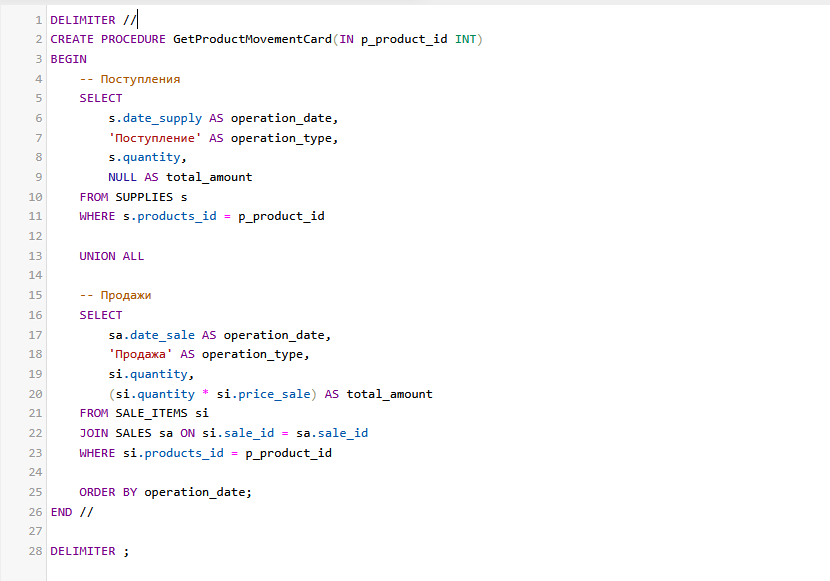 1 DELIMITER //
2 CREATE PROCEDURE GetProductMovementCard(IN p_product_id INT)
3 BEGIN
4 -- Поступления
5 SELECT
6 s.date_supply AS operation_date,
7 'Поступление' AS operation_type,
8 s.quantity,
9 NULL AS total_amount
10 FROM SUPPLIES s
11 WHERE s.products_id = p_product_id
12
13 UNION ALL
14
15 -- Продажи
16 SELECT
17 sa.date_sale AS operation_date,
18 'Продажа' AS operation_type,
19 si.quantity,
20 (si.quantity * si.price_sale) AS total_amount
21 FROM SALE_ITEMS si
22 JOIN SALES sa ON si.sale_id = sa.sale_id
23 WHERE si.products_id = p_product_id
24
25 ORDER BY operation_date;
26 END //
27
28 DELIMITER ;